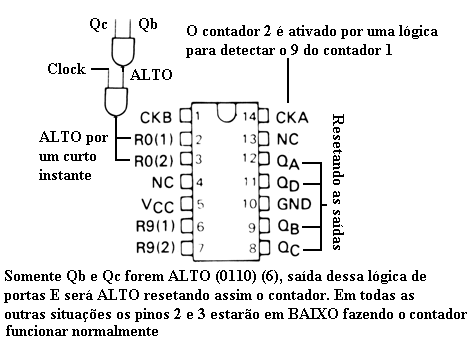 Qc Qb
O contador 2 é ativado por uma lógica
para detectar o 9 do contador 1
Clock
ALTO
ALTO por
um curto
instante
CKB 1 14 CKA
R0(1) 2 13 NC
R0(2) 3 12 QA
NC 4 11 QD
VCC 5 10 GND
R9(1) 6 9 QB
R9(2) 7 8 QC
Resetando as saídas
Somente Qb e Qc forem ALTO (0110) (6), saída dessa lógica de
portas E será ALTO resetando assim o contador. Em todas as
outras situações os pinos 2 e 3 estarão em BAIXO fazendo o contador
funcionar normalmente